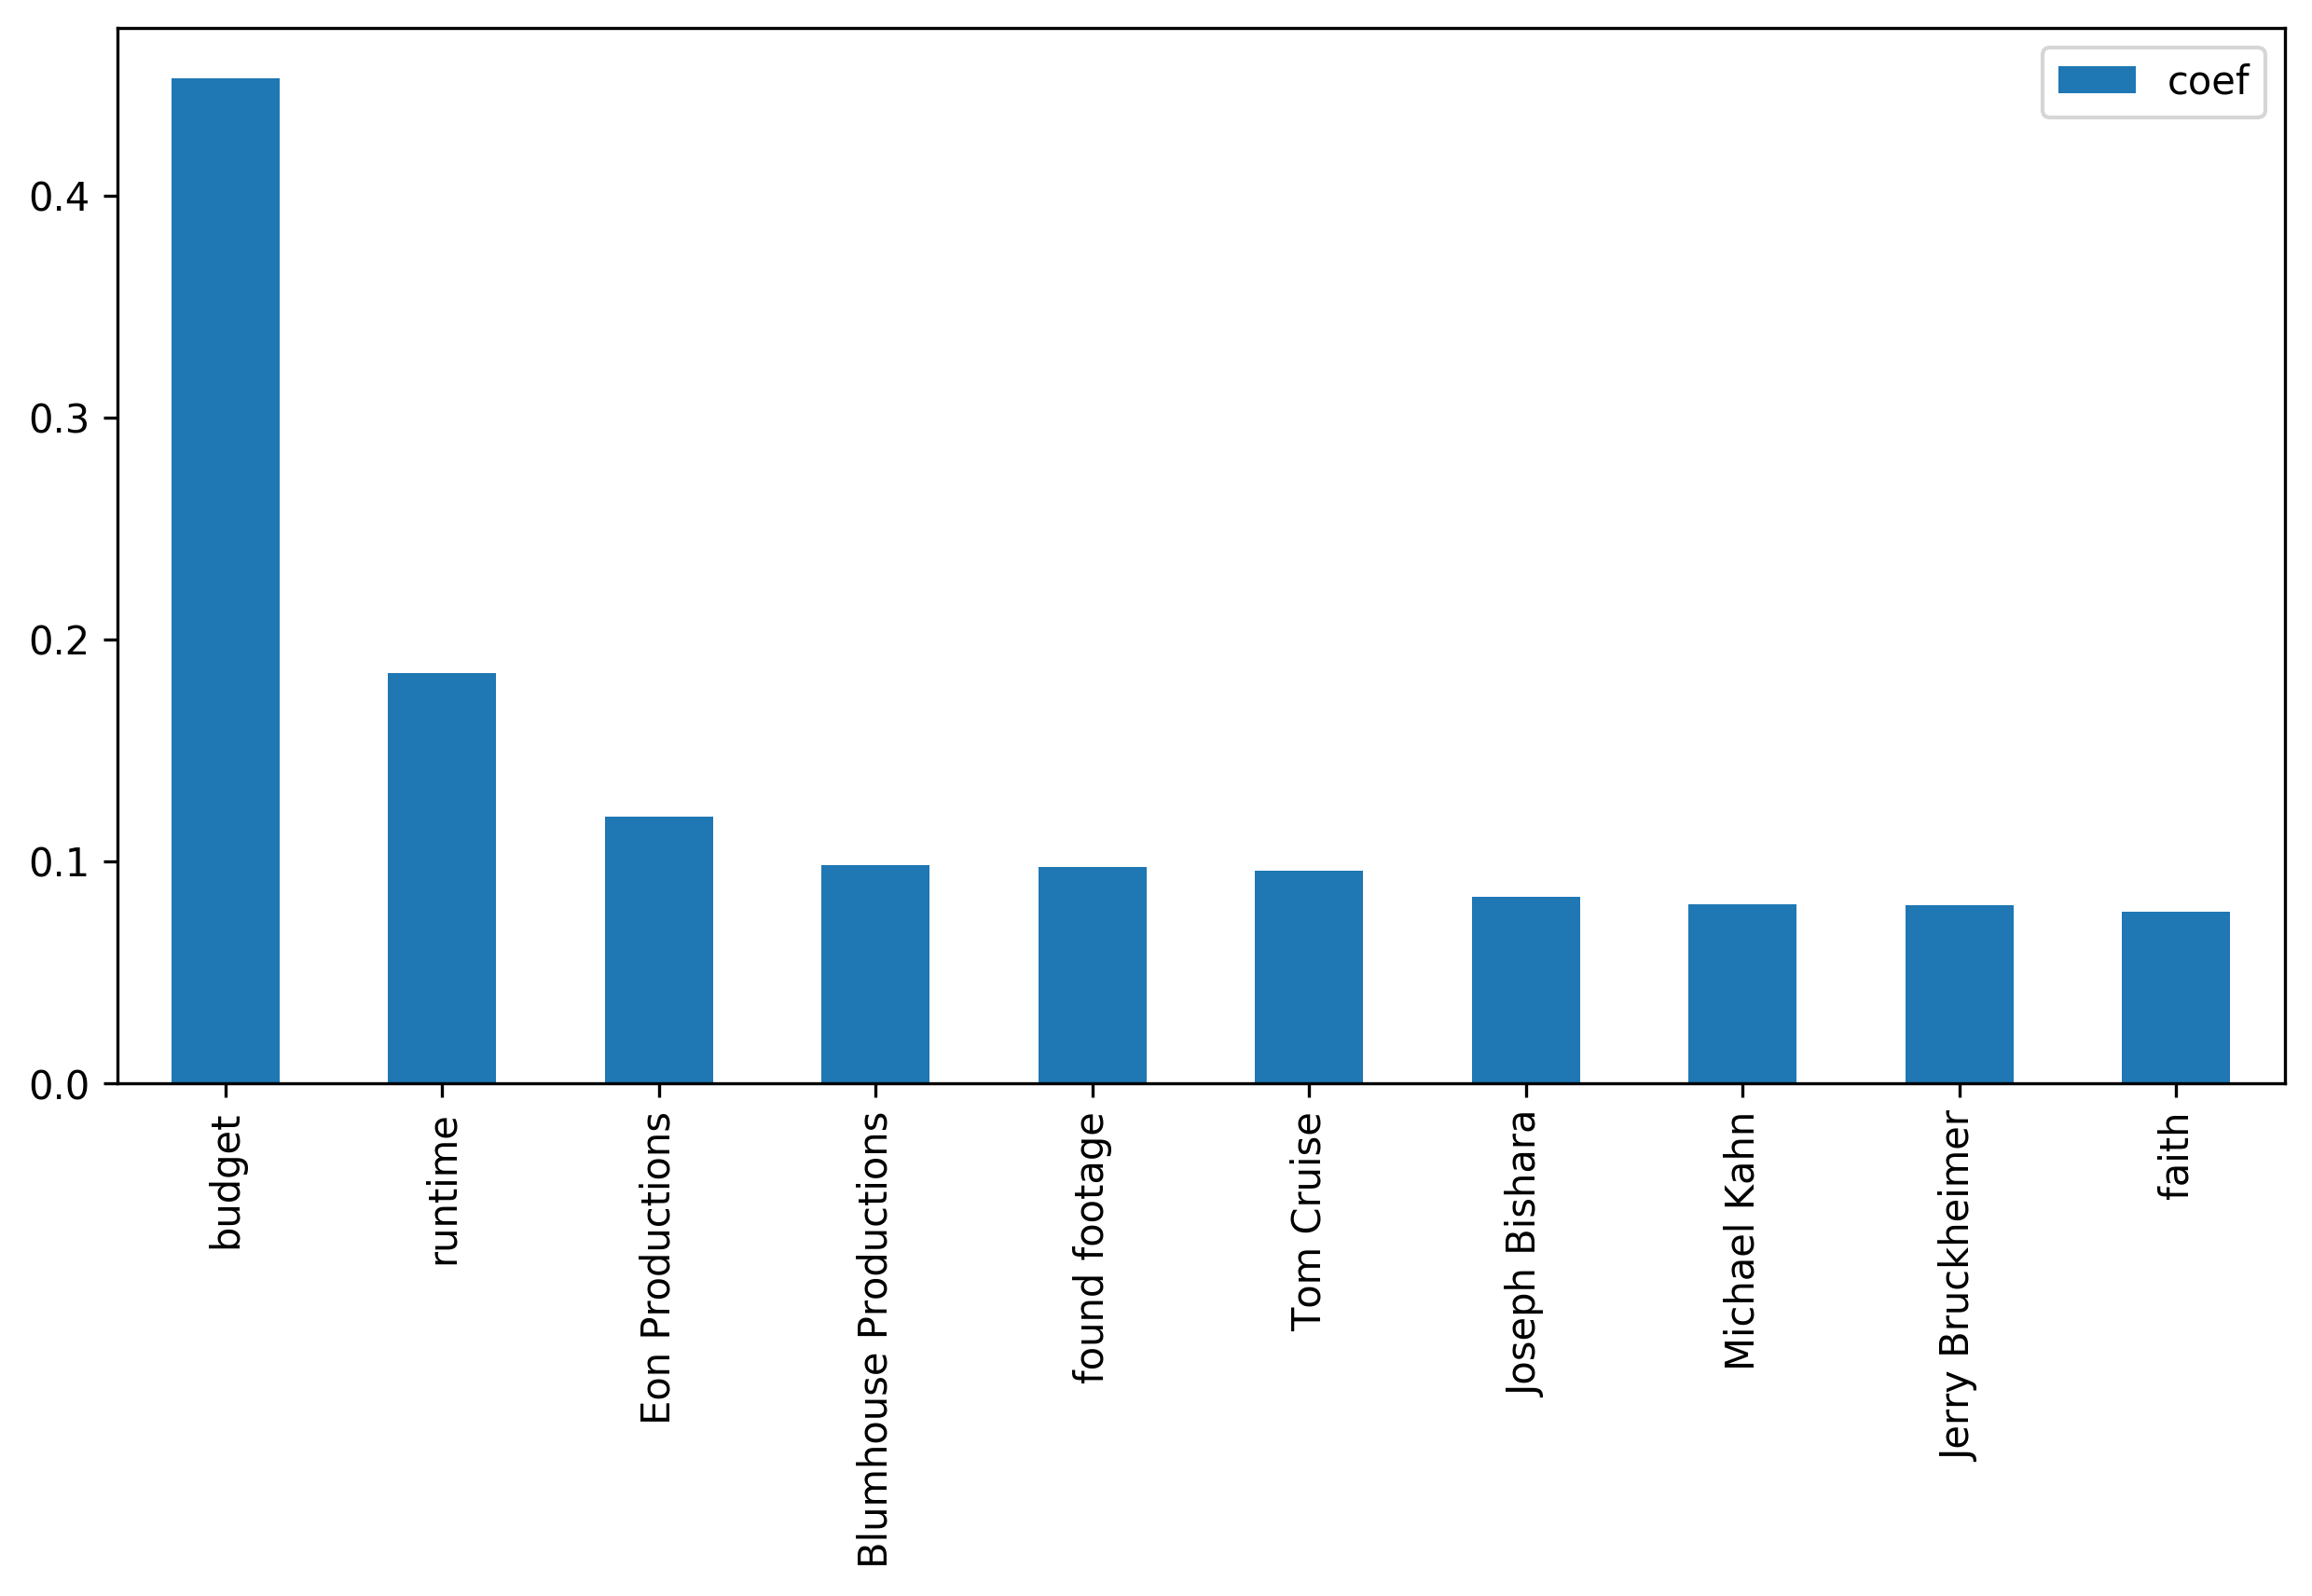 coef
0.4
0.3
0.2
0.1
0.0
budget
runtime
Eon Productions
Blumhouse Productions
found footage
Tom Cruise
Joseph Bishara
Michael Kahn
Jerry Bruckheimer
faith